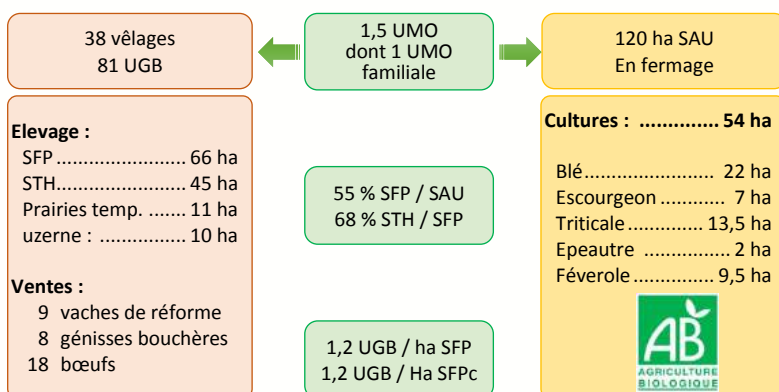 38 vêlages
81 UGB
1,5 UMO
dont 1 UMO
familiale
120 ha SAU
En fermage
Elevage :
SFP ........................ 66 ha
STH........................ 45 ha
Prairies temp. ....... 11 ha
uzerne : ................ 10 ha
Ventes :
9 vaches de réforme
8 génisses bouchères
18 bœufs
55 % SFP / SAU
68 % STH / SFP
1,2 UGB / ha SFP
1,2 UGB / Ha SFPc
Cultures : .............. 54 ha
Blé........................ 22 ha
Escourgeon ............ 7 ha
Triticale ............... 13,5 ha
Epeautre ................ 2 ha
Féverole ............... 9,5 ha
AB
AGRICULTURE
BIOLOGIQUE